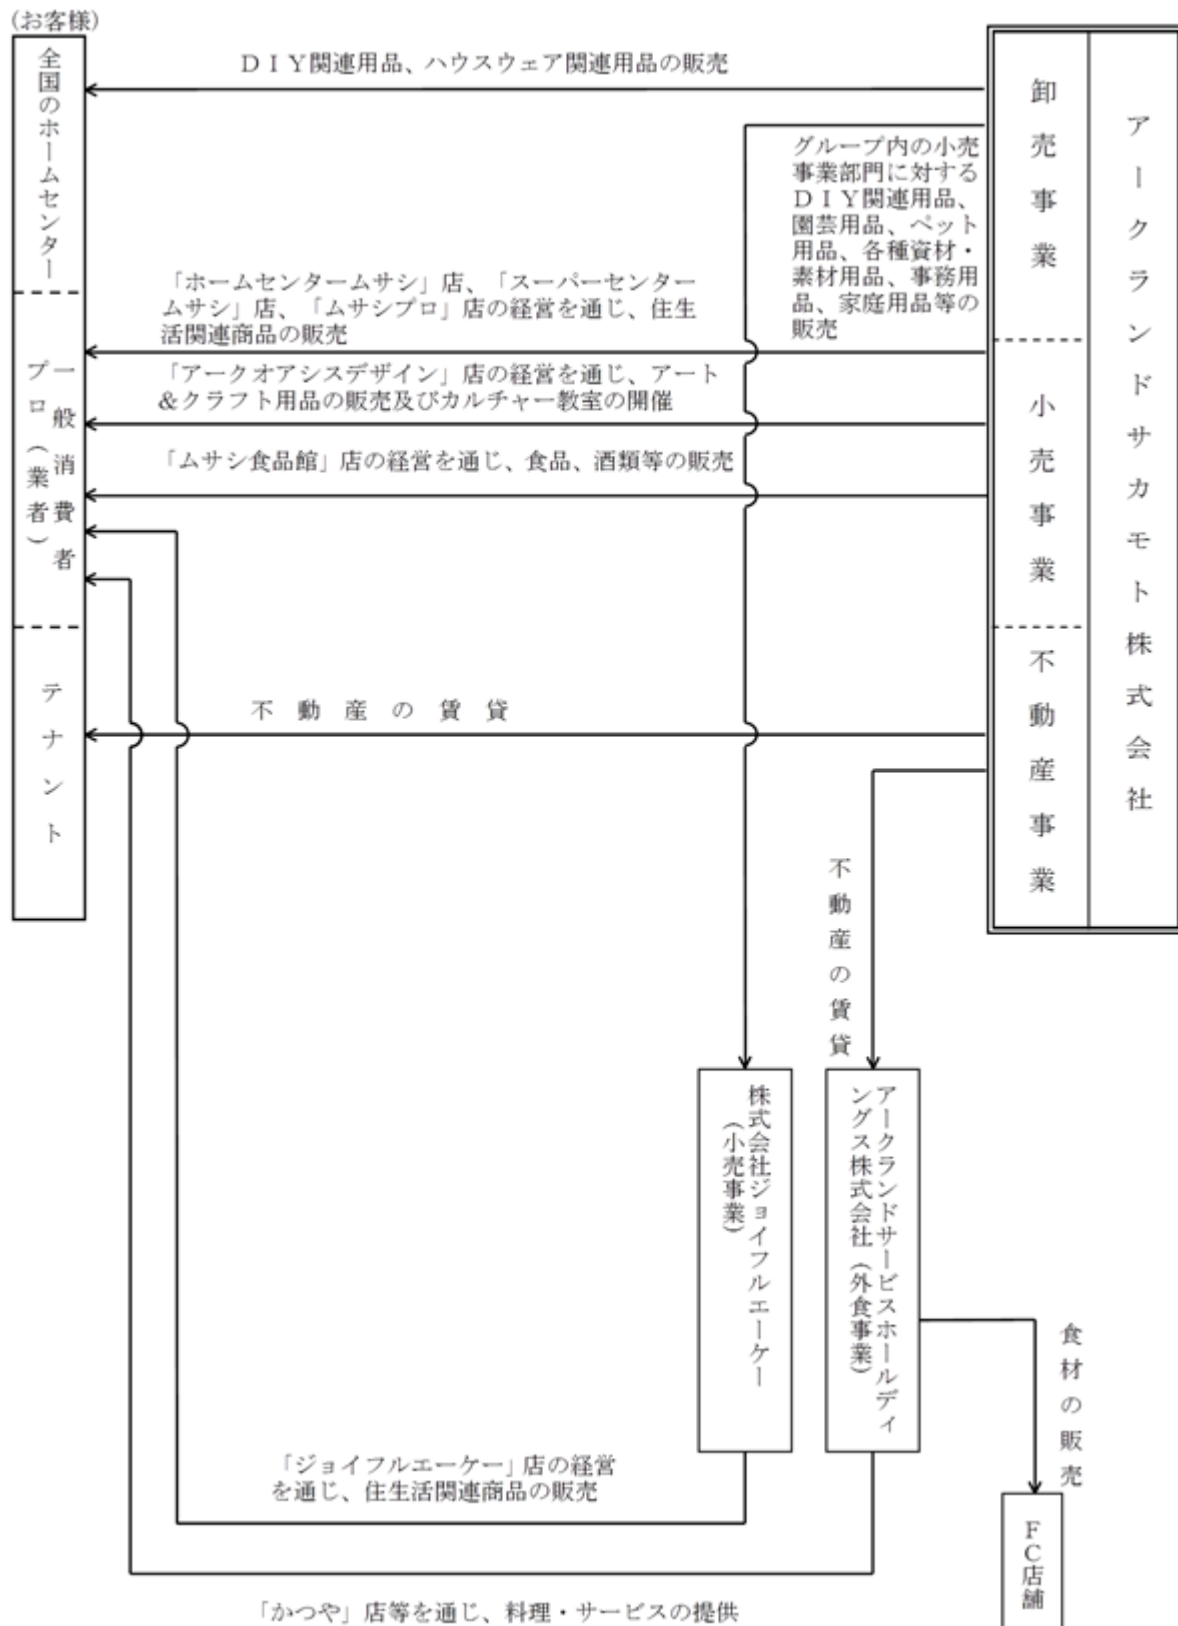 (お客様)
全国のホームセンター
一般消費者
プロ（業者）
テナント
ＤＩＹ関連用品、ハウスウェア関連用品の販売
グループ内の小売
事業部門に対する
ＤＩＹ関連用品、
園芸用品、ペット
用品、各種資材・
素材用品、事務用
品、家庭用品等の
販売
「ホームセンタームサシ」店、「スーパーセンター
ムサシ」店、「ムサシプロ」店の経営を通じ、住生
活関連商品の販売
「アークオアシスデザイン」店の経営を通じ、アート
&クラフト用品の販売及びカルチャー教室の開催
「ムサシ食品館」店の経営を通じ、食品、酒類等の販売
不動産の賃貸
アークランドサカモト株式会社
卸売事業
小売事業
不動産事業
不動産の賃貸
株式会社ジョイフルエーケー
（小売事業）
アークランドサービスホールディ
ングス株式会社（外食事業）
食材の販売
ＦＣ店舗
「ジョイフルエーケー」店の経営
を通じ、住生活関連商品の販売
「かつや」店等を通じ、料理・サービスの提供